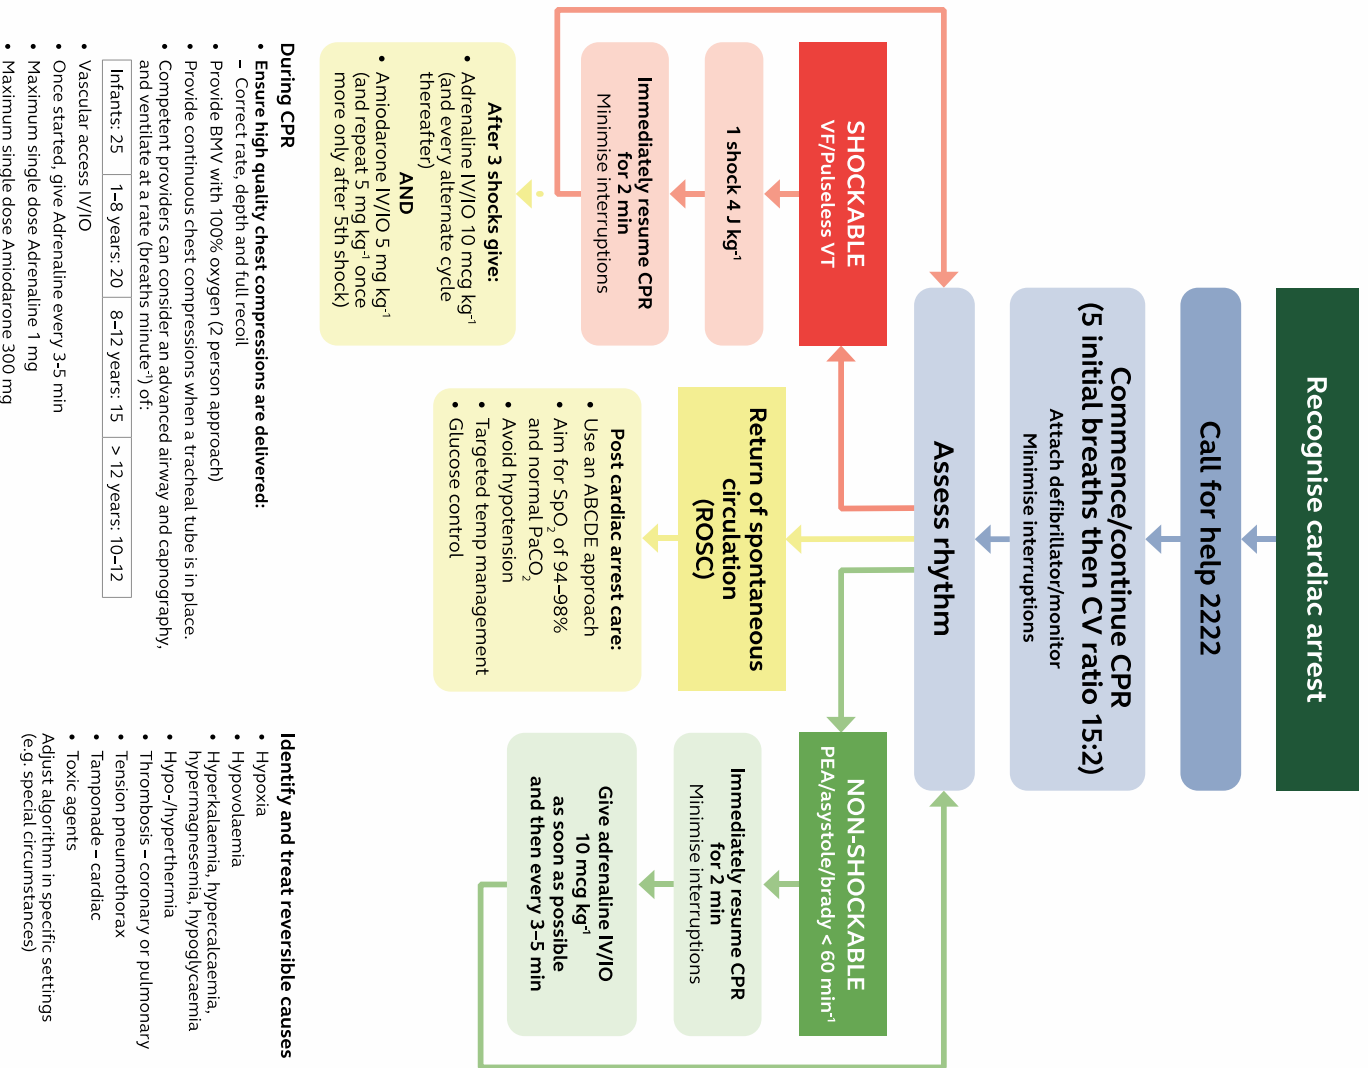 Recognise cardiac arrest
Call for help 2222
Commence/continue CPR
(5 initial breaths then CV ratio 15:2)
Attach defibrillator/monitor
Minimise interruptions
Assess rhythm
SHOCKABLE
VF/Pulseless VT
1 shock 4 J kg⁻¹
Immediately resume CPR
for 2 min
Minimise interruptions
After 3 shocks give:
• Adrenaline IV/IO 10 mcg kg⁻¹
(and every alternate cycle
thereafter)
AND
• Amiodarone IV/IO 5 mg kg⁻¹
(and repeat 5 mg kg⁻¹ once
more only after 5th shock)
Return of spontaneous
circulation
(ROSC)
Post cardiac arrest care:
• Use an ABCDE approach
• Aim for SpO₂ of 94–98%
and normal PaCO₂
• Avoid hypotension
• Targeted temp management
• Glucose control
NON-SHOCKABLE
PEA/asystole/brady < 60 min⁻¹
Immediately resume CPR
for 2 min
Minimise interruptions
Give adrenaline IV/IO
10 mcg kg⁻¹
as soon as possible
and then every 3–5 min
During CPR
• Ensure high quality chest compressions are delivered:
– Correct rate, depth and full recoil
• Provide BMV with 100% oxygen (2 person approach)
• Provide continuous chest compressions when a tracheal tube is in place.
• Competent providers can consider an advanced airway and capnography,
and ventilate at a rate (breaths minute⁻¹) of:
Infants: 25 1–8 years: 20 8–12 years: 15 > 12 years: 10–12
• Vascular access IV/IO
• Once started, give Adrenaline every 3-5 min
• Maximum single dose Adrenaline 1 mg
• Maximum single dose Amiodarone 300 mg
Identify and treat reversible causes
• Hypoxia
• Hypovolaemia
• Hyperkalaemia, hypercalcaemia,
hypermagnesemia, hypoglycaemia
• Hypo-/hyperthermia
• Thrombosis – coronary or pulmonary
• Tension pneumothorax
• Tamponade – cardiac
• Toxic agents
Adjust algorithm in specific settings
(e.g. special circumstances)